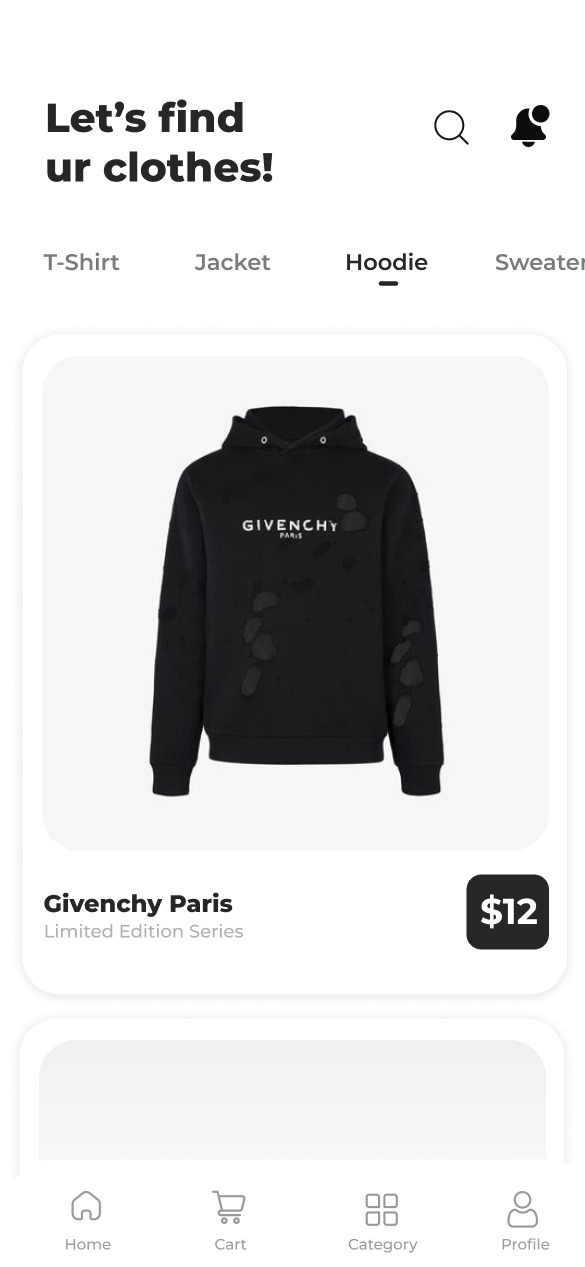 Let’s find
ur clothes!
T-Shirt Jacket Hoodie Sweater
GIVENCHY
PARIS
Givenchy Paris
Limited Edition Series
$12
Home Cart Category Profile